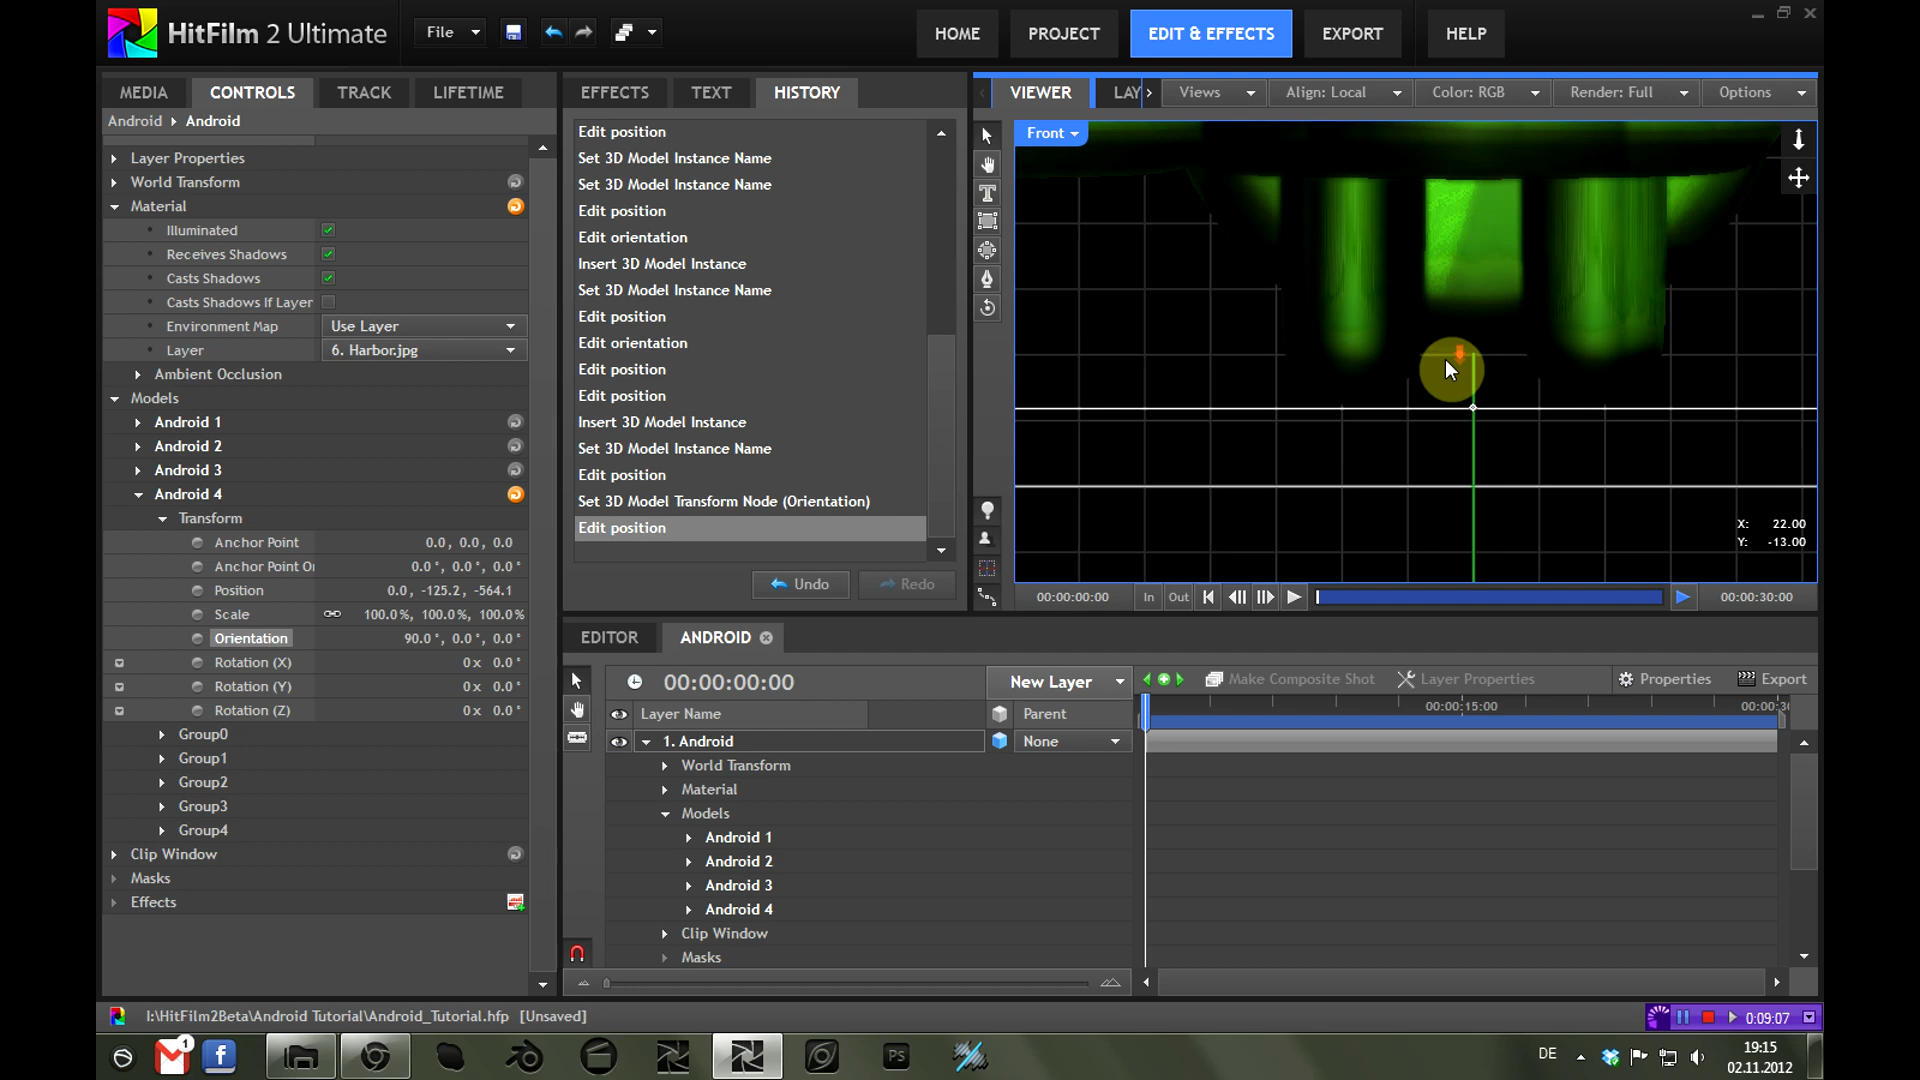 HitFilm 2 Ultimate
File
HOME
PROJECT
EDIT & EFFECTS
EXPORT
HELP
MEDIA
CONTROLS
TRACK
LIFETIME
Android
Android
Layer Properties
World Transform
Material
Illuminated
Receives Shadows
Casts Shadows
Casts Shadows If Layer
Environment Map
Use Layer
Layer
6. Harbor.jpg
Ambient Occlusion
Models
Android 1
Android 2
Android 3
Android 4
Transform
Anchor Point
0.0, 0.0, 0.0
Anchor Point Or
0.0°, 0.0°, 0.0°
Position
0.0, -125.2, -564.1
Scale
100.0%, 100.0%, 100.0%
Orientation
90.0°, 0.0°, 0.0°
Rotation (X)
0x 0.0°
Rotation (Y)
0x 0.0°
Rotation (Z)
0x 0.0°
Group0
Group1
Group2
Group3
Group4
Clip Window
Masks
Effects
EFFECTS
TEXT
HISTORY
Edit position
Set 3D Model Instance Name
Set 3D Model Instance Name
Edit position
Edit orientation
Insert 3D Model Instance
Set 3D Model Instance Name
Edit position
Edit orientation
Edit position
Edit position
Insert 3D Model Instance
Set 3D Model Instance Name
Edit position
Set 3D Model Transform Node (Orientation)
Edit position
Undo
Redo
VIEWER
LAY
Views
Align: Local
Color: RGB
Render: Full
Options
Front
X: 22.00
Y: -13.00
00:00:00:00
In
Out
00:00:30:00
EDITOR
ANDROID
00:00:00:00
New Layer
Make Composite Shot
Layer Properties
Properties
Export
Layer Name
Parent
00:00:15:00
00:00:30
1. Android
None
World Transform
Material
Models
Android 1
Android 2
Android 3
Android 4
Clip Window
Masks
I:\HitFilm2Beta\Android Tutorial\Android_Tutorial.hfp [Unsaved]
0:09:07
1
Ps
DE
19:15
02.11.2012